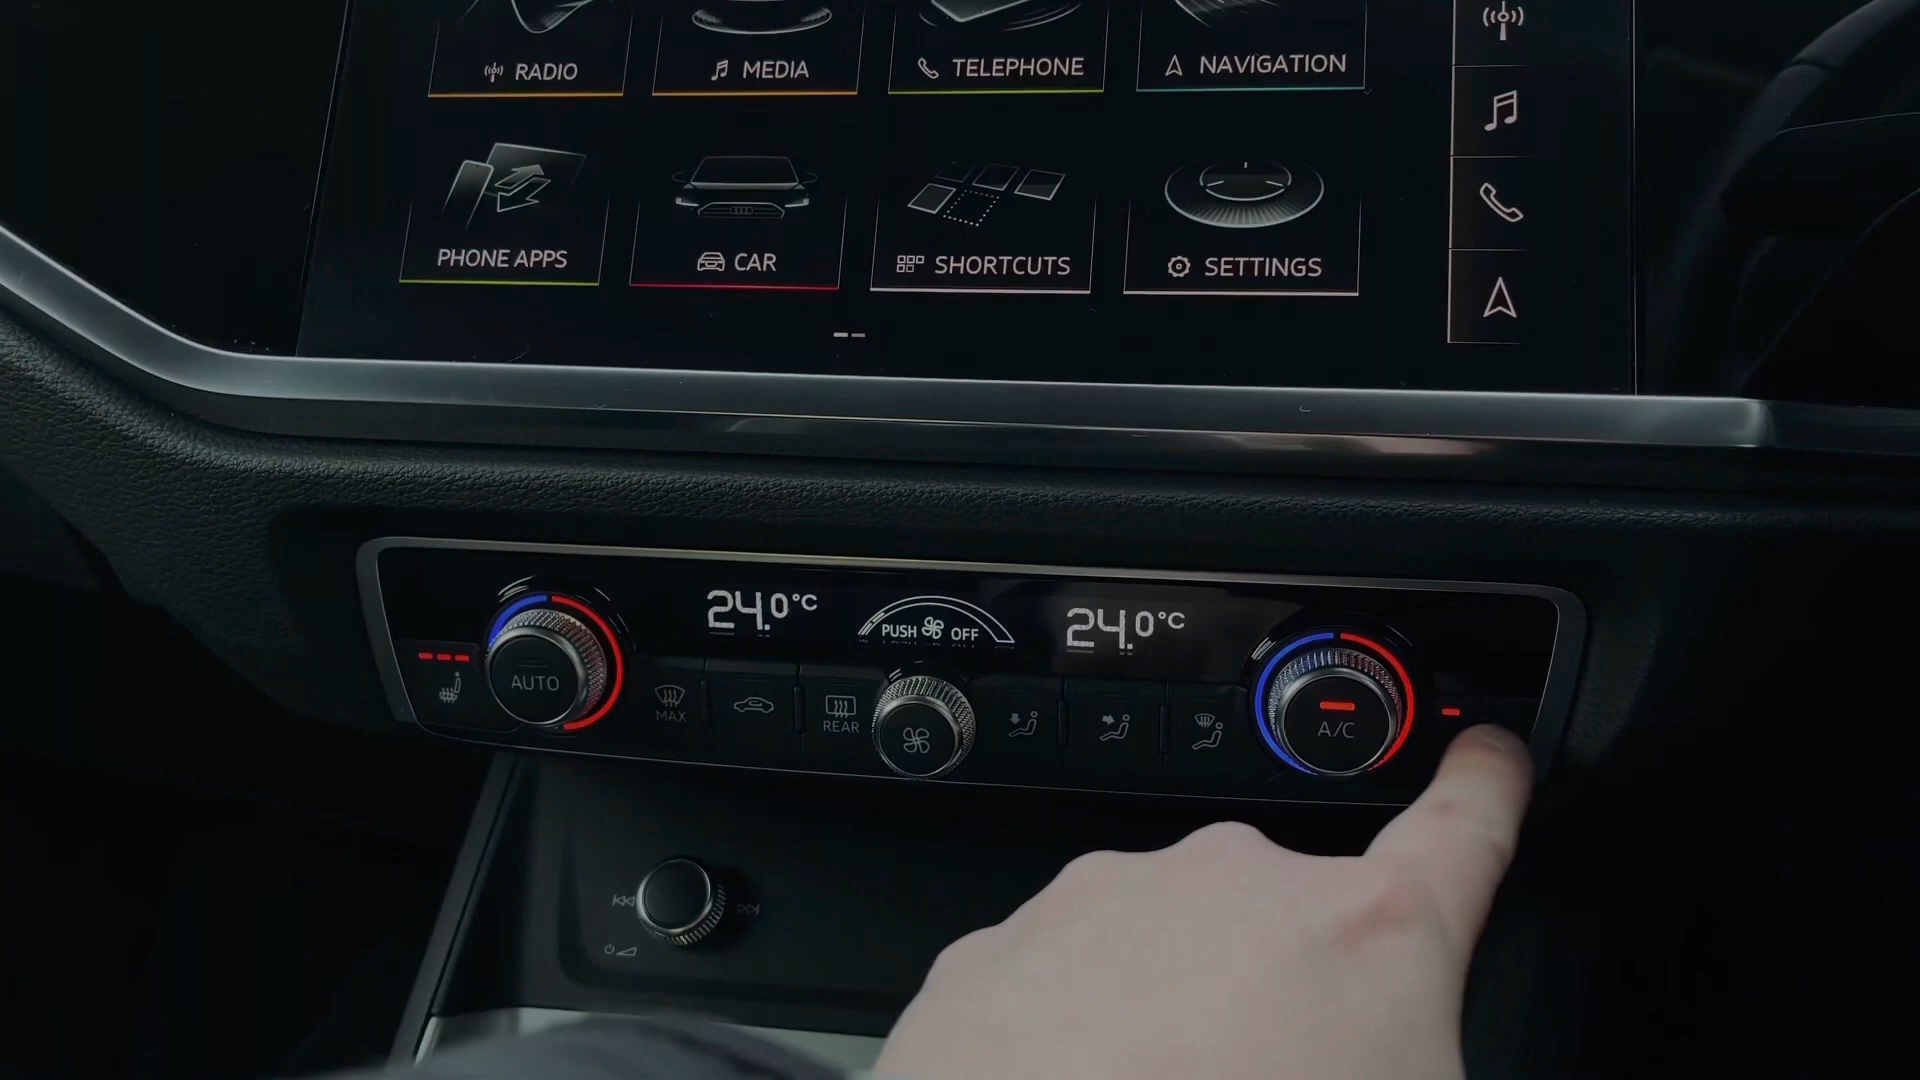 RADIO
MEDIA
TELEPHONE
NAVIGATION
PHONE APPS
CAR
SHORTCUTS
SETTINGS
24.0°C
PUSH OFF
24.0°C
AUTO
MAX
REAR
A/C